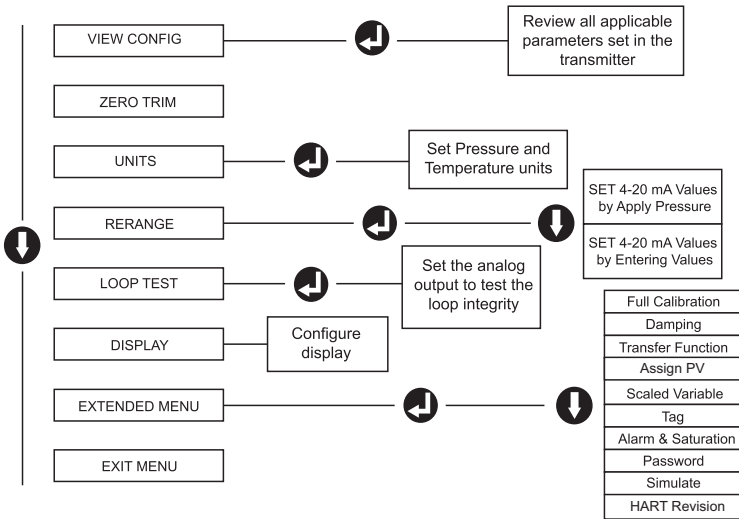 VIEW CONFIG
Review all applicable
parameters set in the
transmitter
ZERO TRIM
UNITS
Set Pressure and
Temperature units
RERANGE
SET 4-20 mA Values
by Apply Pressure
SET 4-20 mA Values
by Entering Values
LOOP TEST
Set the analog
output to test the
loop integrity
DISPLAY
Configure
display
EXTENDED MENU
Full Calibration
Damping
Transfer Function
Assign PV
Scaled Variable
Tag
Alarm & Saturation
Password
Simulate
HART Revision
EXIT MENU